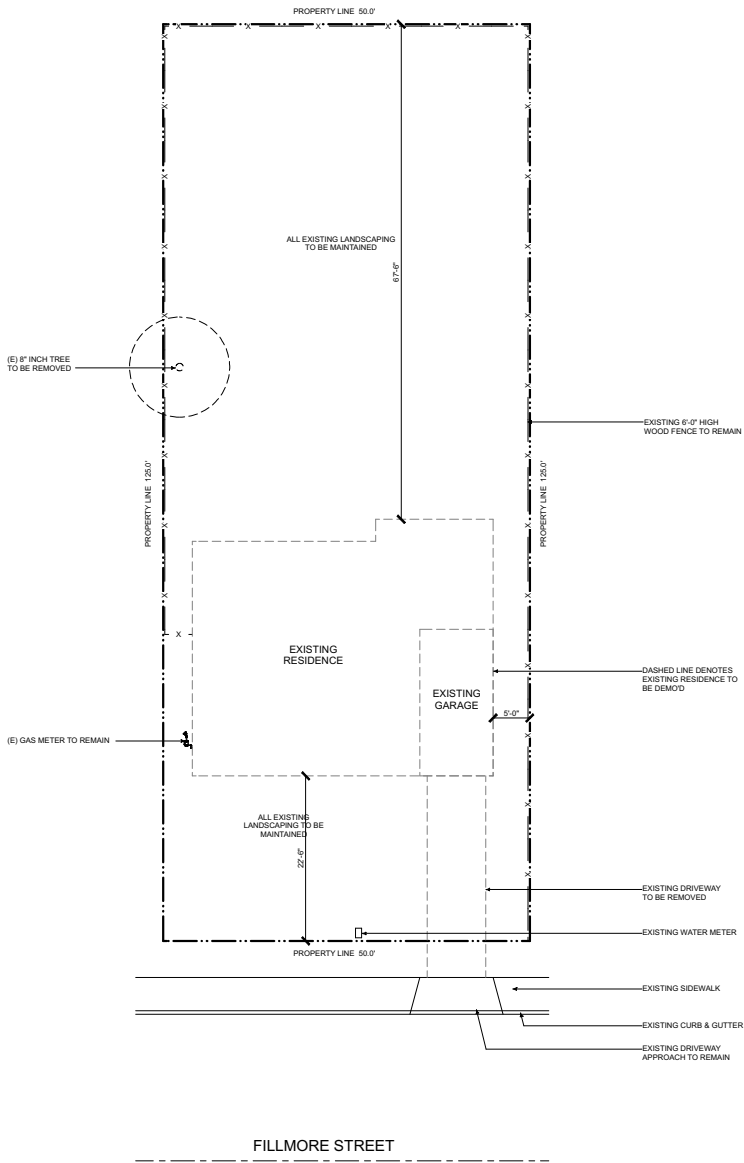 PROPERTY LINE  50.0'
ALL EXISTING LANDSCAPING
TO BE MAINTAINED
67'-6"
(E) 8" INCH TREE
TO BE REMOVED
EXISTING 6'-0" HIGH
WOOD FENCE TO REMAIN
PROPERTY LINE  125.0'
PROPERTY LINE  125.0'
EXISTING
RESIDENCE
EXISTING
GARAGE
DASHED LINE DENOTES
EXISTING RESIDENCE TO
BE DEMO'D
5'-0"
(E) GAS METER TO REMAIN
ALL EXISTING
LANDSCAPING TO BE
MAINTAINED
22'-6"
EXISTING DRIVEWAY
TO BE REMOVED
EXISTING WATER METER
PROPERTY LINE  50.0'
EXISTING SIDEWALK
EXISTING CURB & GUTTER
EXISTING DRIVEWAY
APPROACH TO REMAIN
FILLMORE STREET